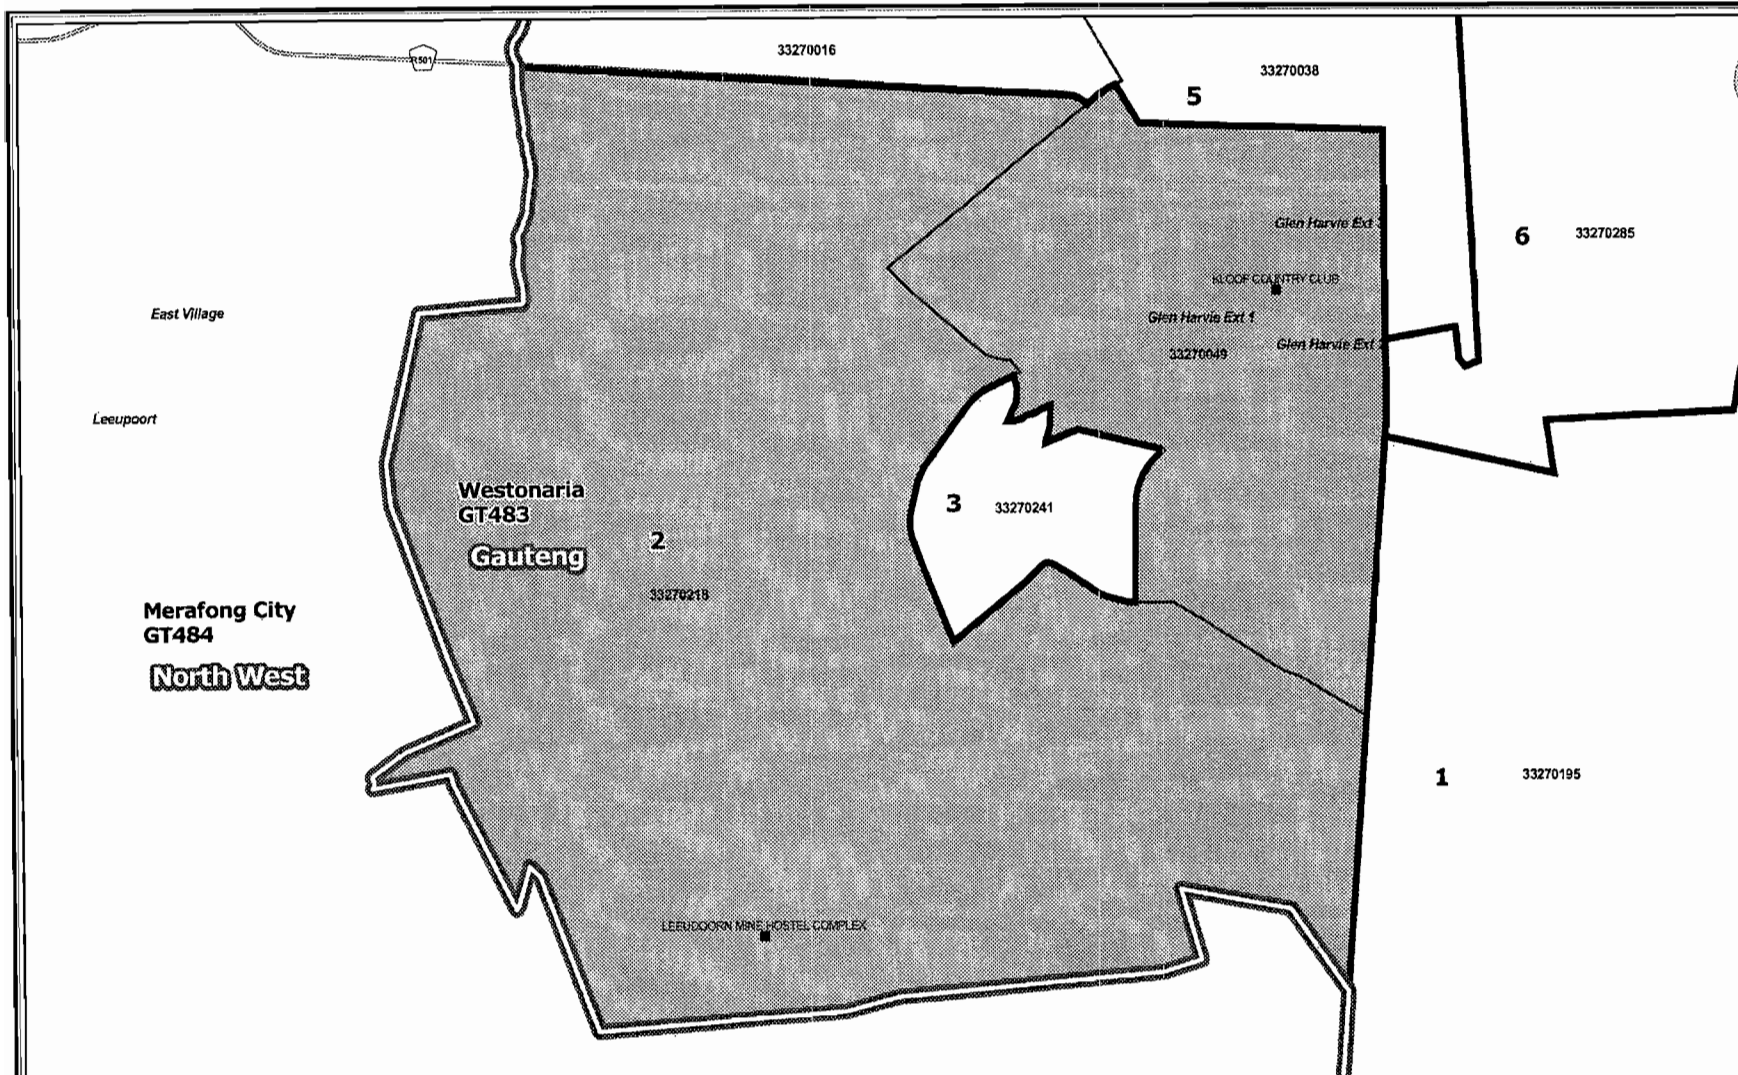 33270016
R501
33270038
5
Glen Harvie Ext
6
33270285
KLOOF COUNTRY CLUB
East Village
Glen Harvie Ext 1
Glen Harvie Ext
33270049
Leeupoort
Westonaria
GT483
3
33270241
2
Gauteng
33270218
Merafong City
GT484
North West
1
33270195
LEEUDOORN MINE HOSTEL COMPLEX